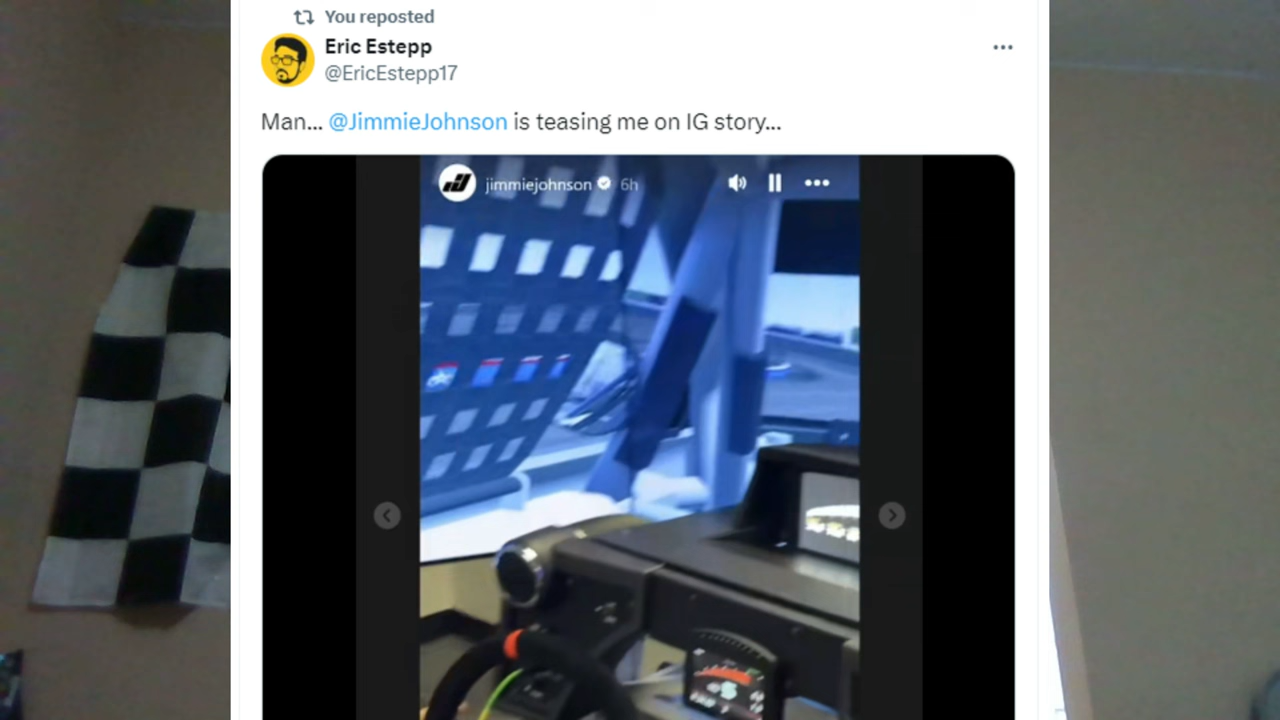 You reposted
Eric Estepp
@EricEstepp17
Man... @JimmieJohnson is teasing me on IG story...
jimmiejohnson 6h